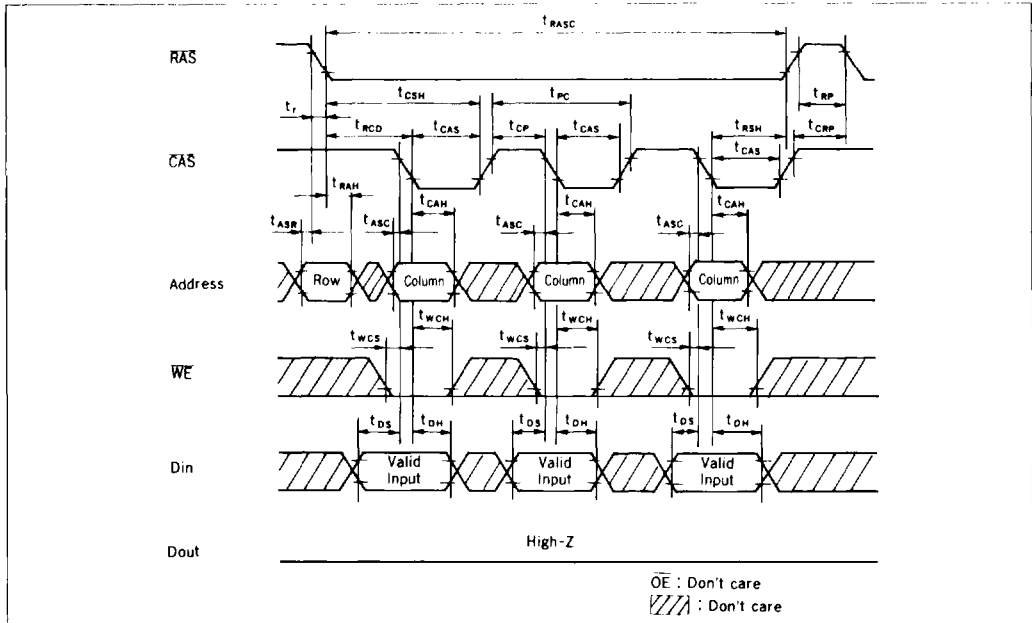 tRASC
RAS
tCSH tPC tRP
tT tRCD tCAS tCP tCAS tRSH tCRP
CAS tCAS
tRAH tCAH tCAH tCAH
tASR tASC tASC tASC
Address Row Column Column Column
tWCH tWCH tWCH
tWCS tWCS tWCS
WE
tDS tDH tDS tDH tDS tDH
Din Valid Input Valid Input Valid Input
High-Z
Dout
OE : Don't care
: Don't care